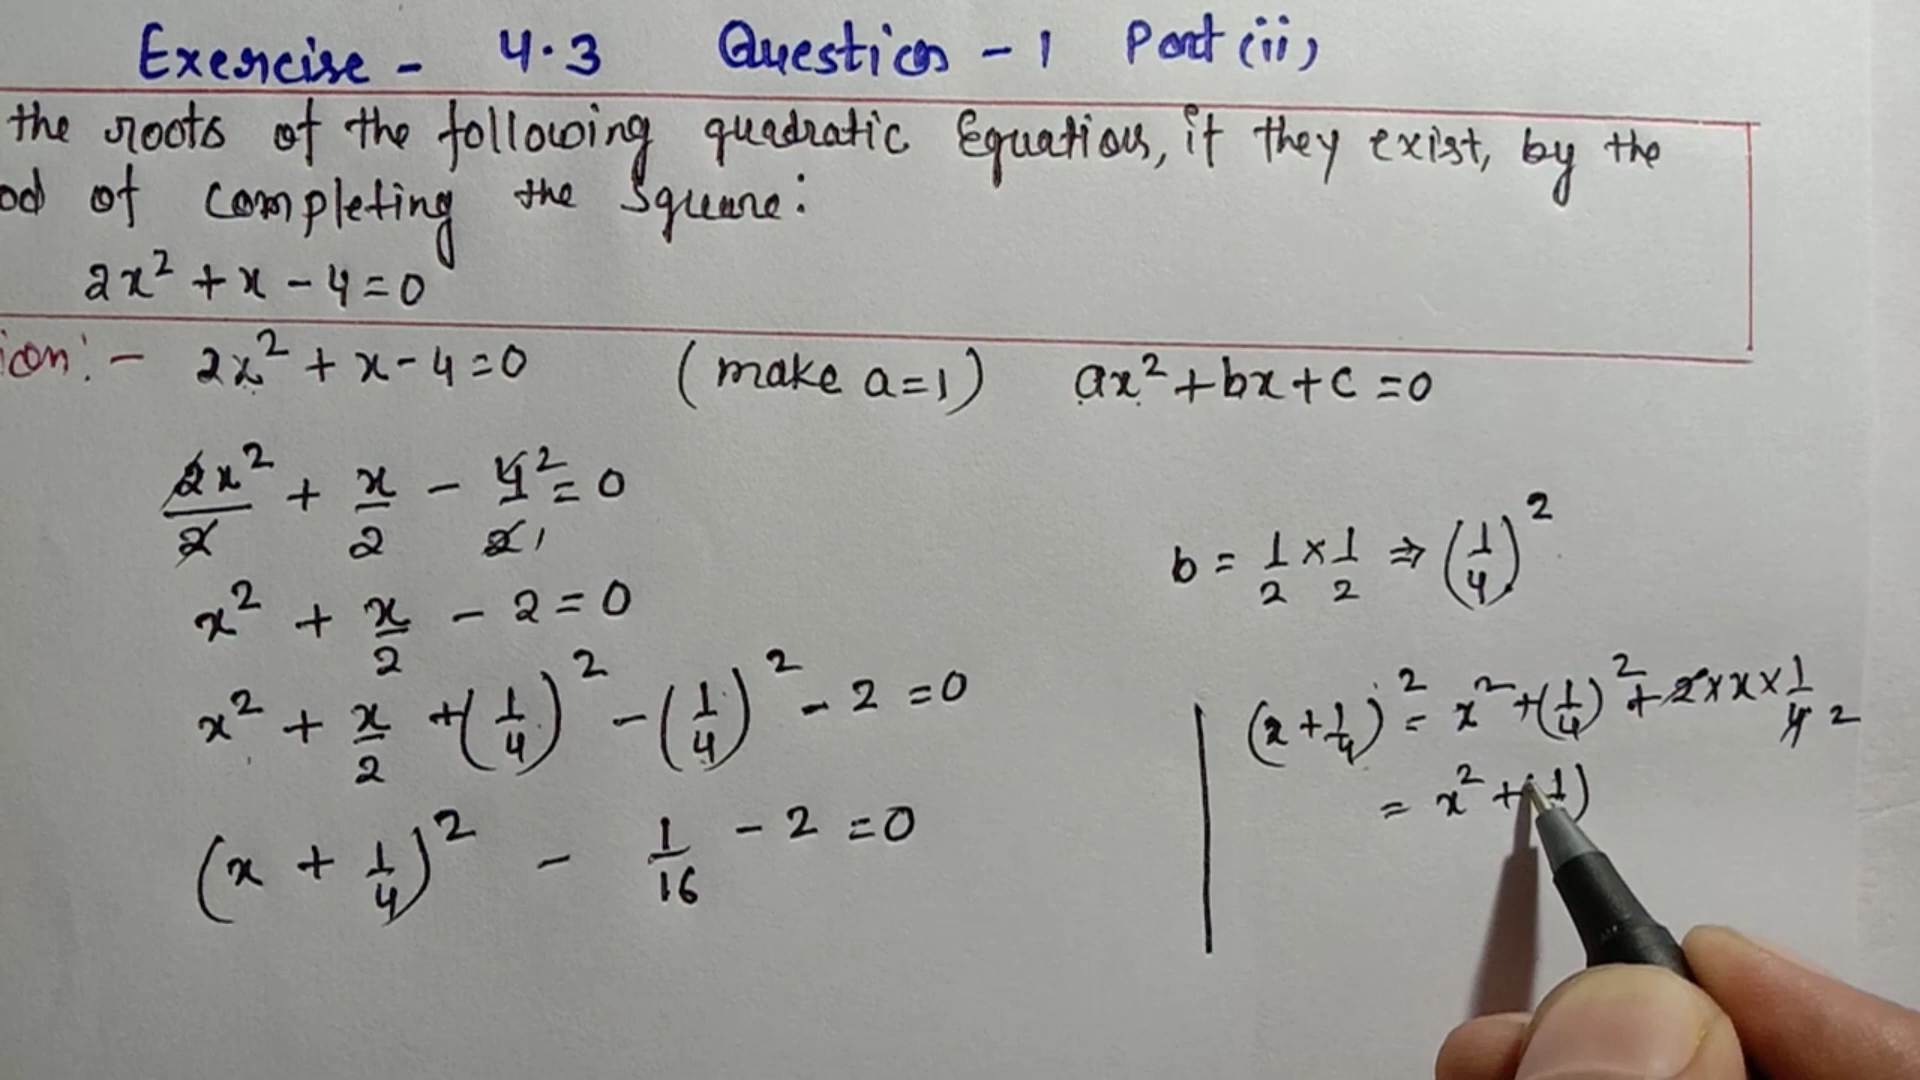 Exercise - 4.3 Question - 1 Part (ii)
the roots of the following quadratic Equations, if they exist, by the
od of completing the square:
2x² + x - 4 = 0
ion:- 2x² + x - 4 = 0 (make a=1) ax² + bx + c = 0
2x²/2 + x/2 - 4²/2₁ = 0
b = 1/2 × 1/2 ⇒ (1/4)²
x² + x/2 - 2 = 0
x² + x/2 + (1/4)² - (1/4)² - 2 = 0
(x + 1/4)² = x² + (1/4)² + 2 × x × 1/4 2
= x² + (1/4)
(x + 1/4)² - 1/16 - 2 = 0